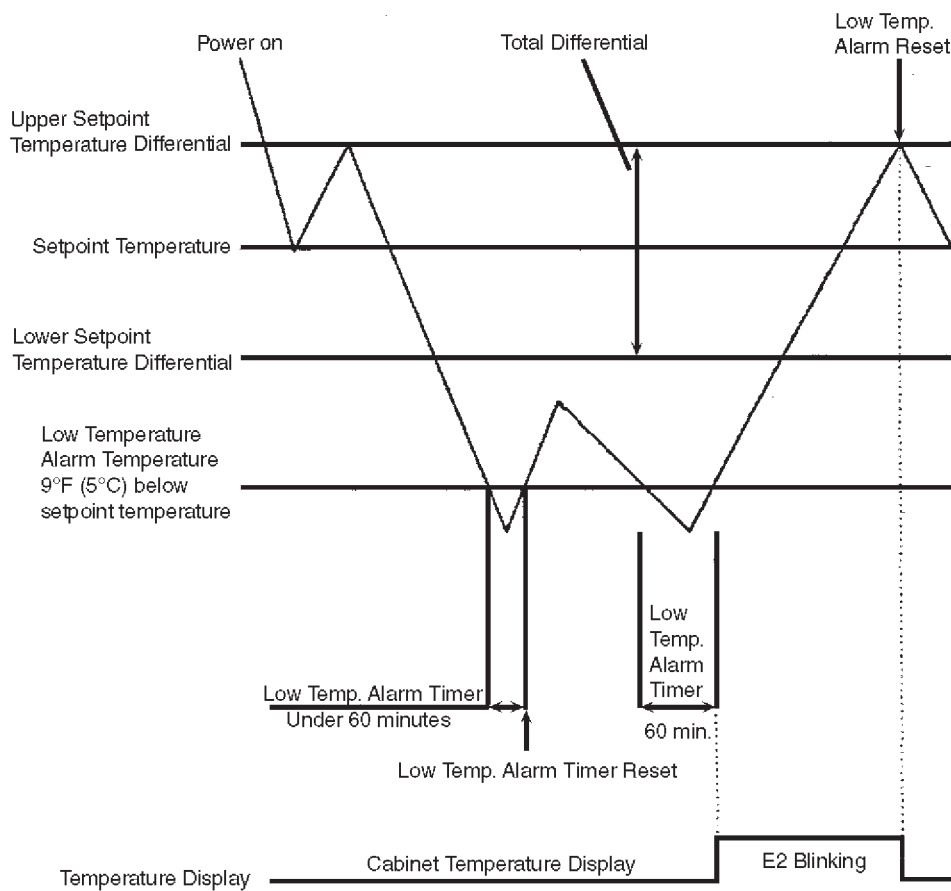 Power on
Total Differential
Low Temp.
Alarm Reset
Upper Setpoint
Temperature Differential
Setpoint Temperature
Lower Setpoint
Temperature Differential
Low Temperature
Alarm Temperature
9°F (5°C) below
setpoint temperature
Low
Temp.
Alarm
Timer
60 min.
Low Temp. Alarm Timer
Under 60 minutes
Low Temp. Alarm Timer Reset
Temperature Display
Cabinet Temperature Display
E2 Blinking